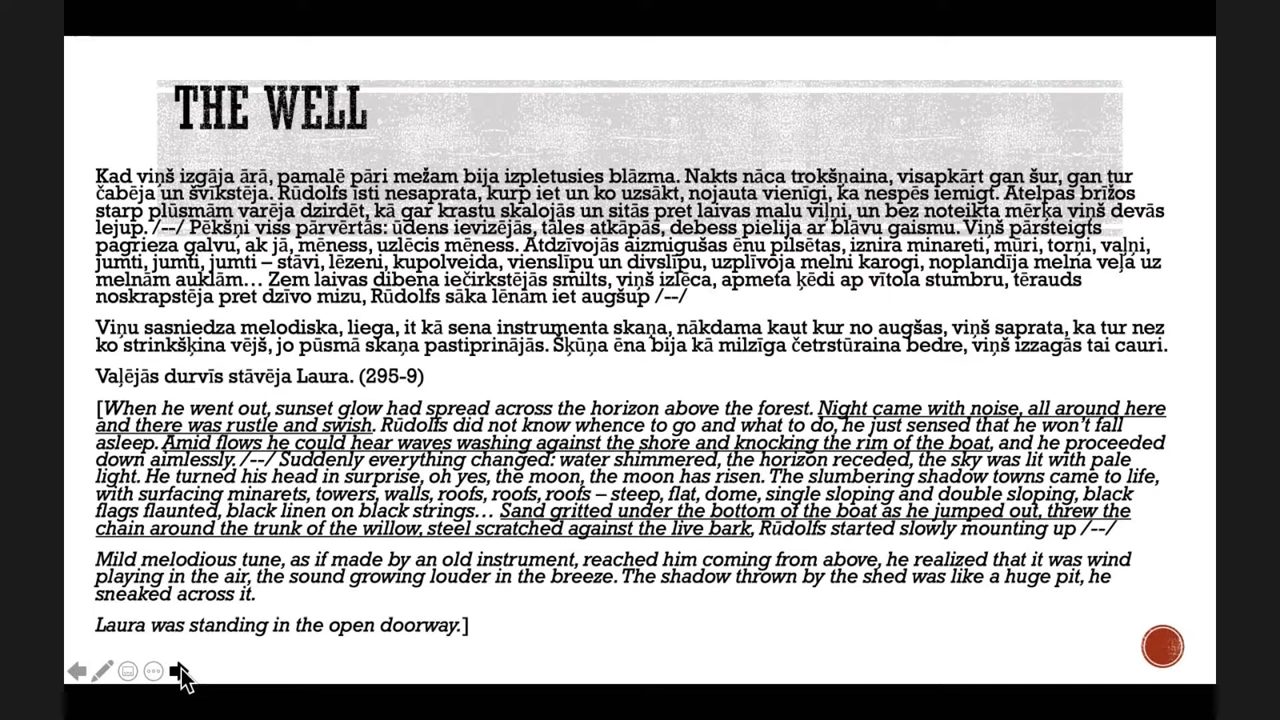 THE WELL
Kad viņš izgāja ārā, pamalē pāri mežam bija izpletusies blāzma. Nakts nāca trokšņaina, visapkārt gan šur, gan tur
čabēja un švīkstēja. Rūdolfs īsti nesaprata, kurp iet un ko uzsākt, nojauta vienīgi, ka nespēs iemigt. Atelpas brīžos
starp plūsmām varēja dzirdēt, kā gar krastu skalojās un sitās pret laivas malu viļņi, un bez noteikta mērķa viņš devās
lejup. /--/ Pēkšņi viss pārvērtās: ūdens ievizējās, tāles atkāpās, debess pielija ar blāvu gaismu. Viņš pārsteigts
pagrieza galvu, ak jā, mēness, uzlēcis mēness. Atdzīvojās aizmigušas ēnu pilsētas, iznira minareti, mūri, torņi, vaļņi,
jumti, jumti, jumti – stāvi, lēzeni, kupolveida, vienslīpu un divslīpu, uzplīvoja melni karogi, noplandīja melna veļa uz
melnām auklām... Zem laivas dibena iečirkstējās smilts, viņš izlēca, apmeta ķēdi ap vītola stumbru, tērauds
noskrapstēja pret dzīvo mizu, Rūdolfs sāka lēnām iet augšup /--/
Viņu sasniedza melodiska, liega, it kā sena instrumenta skaņa, nākdama kaut kur no augšas, viņš saprata, ka tur nez
ko strinkšķina vējš, jo pūsmā skaņa pastiprinājās. Šķūņa ēna bija kā milzīga četrstūraina bedre, viņš izzagās tai cauri.
Vaļējās durvīs stāvēja Laura. (295-9)
[When he went out, sunset glow had spread across the horizon above the forest. Night came with noise, all around here
and there was rustle and swish. Rūdolfs did not know whence to go and what to do, he just sensed that he won't fall
asleep. Amid flows he could hear waves washing against the shore and knocking the rim of the boat, and he proceeded
down aimlessly. /--/ Suddenly everything changed: water shimmered, the horizon receded, the sky was lit with pale
light. He turned his head in surprise, oh yes, the moon, the moon has risen. The slumbering shadow towns came to life,
with surfacing minarets, towers, walls, roofs, roofs, roofs – steep, flat, dome, single sloping and double sloping, black
flags flaunted, black linen on black strings... Sand gritted under the bottom of the boat as he jumped out, threw the
chain around the trunk of the willow, steel scratched against the live bark, Rūdolfs started slowly mounting up /--/
Mild melodious tune, as if made by an old instrument, reached him coming from above, he realized that it was wind
playing in the air, the sound growing louder in the breeze. The shadow thrown by the shed was like a huge pit, he
sneaked across it.
Laura was standing in the open doorway.]